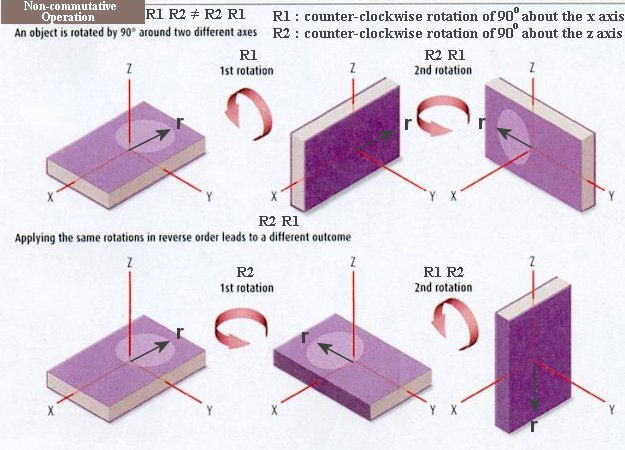 Non-commutative
Operation
R1 R2 ≠ R2 R1
R1 : counter-clockwise rotation of 90° about the x axis
An object is rotated by 90° around two different axes
R2 : counter-clockwise rotation of 90° about the z axis
R1
1st rotation
R2 R1
2nd rotation
Z
Z
Z
r
r
r
X
Y
X
Y
X
Y
R2 R1
Applying the same rotations in reverse order leads to a different outcome
R2
1st rotation
R1 R2
2nd rotation
Z
Z
Z
r
r
X
Y
X
Y
X
Y
r